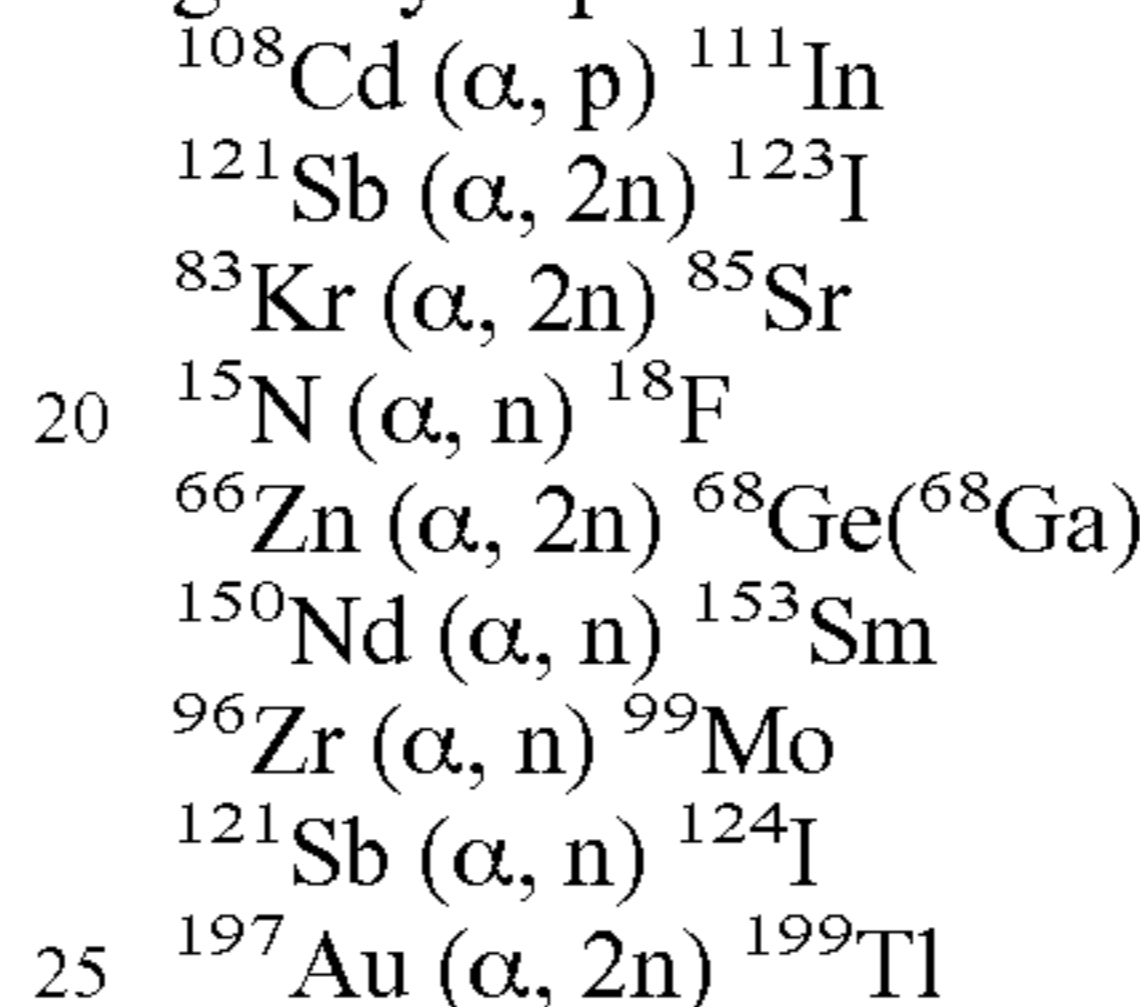 ¹⁰⁸Cd (α, p) ¹¹¹In
¹²¹Sb (α, 2n) ¹²³I
⁸³Kr (α, 2n) ⁸⁵Sr
20 ¹⁵N (α, n) ¹⁸F
⁶⁶Zn (α, 2n) ⁶⁸Ge(⁶⁸Ga)
¹⁵⁰Nd (α, n) ¹⁵³Sm
⁹⁶Zr (α, n) ⁹⁹Mo
¹²¹Sb (α, n) ¹²⁴I
25 ¹⁹⁷Au (α, 2n) ¹⁹⁹Tl